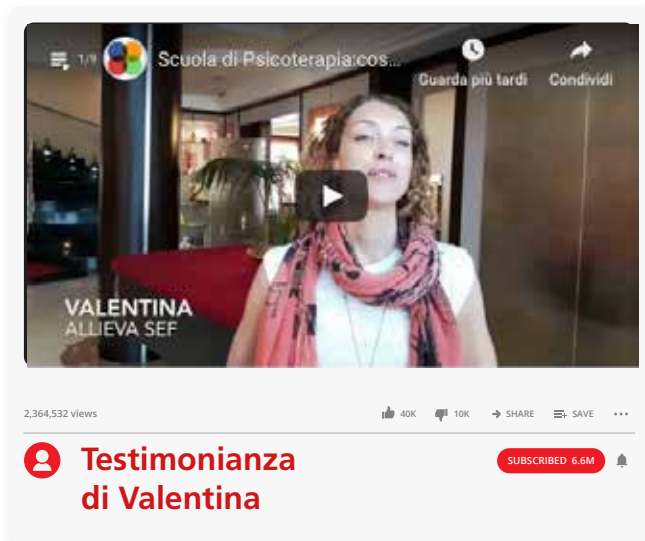 1/9 Scuola di Psicoterapia:cos...
Guarda più tardi Condividi
VALENTINA
ALLIEVA SEF
2,364,532 views 40K 10K SHARE SAVE
Testimonianza SUBSCRIBED 6.6M
di Valentina